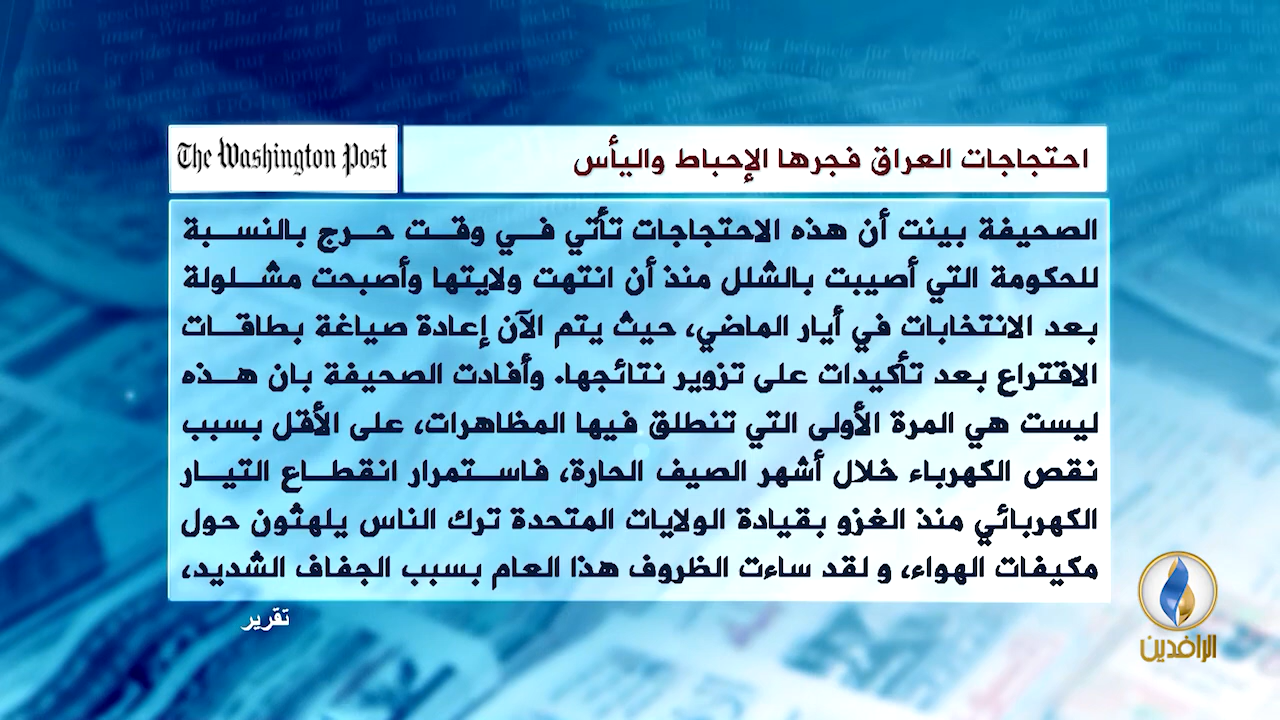 The Washington Post
احتجاجات العراق فجرها الإحباط واليأس
الصحيفة بينت أن هذه الاحتجاجات تأتي في وقت حرج بالنسبة
للحكومة التي أصيبت بالشلل منذ أن انتهت ولايتها وأصبحت مشلولة
بعد الانتخابات في أيار الماضي، حيث يتم الآن إعادة صياغة بطاقات
الاقتراع بعد تأكيدات على تزوير نتائجها. وأفادت الصحيفة بان هذه
ليست هي المرة الأولى التي تنطلق فيها المظاهرات، على الأقل بسبب
نقص الكهرباء خلال أشهر الصيف الحارة، فاستمرار انقطاع التيار
الكهربائي منذ الغزو بقيادة الولايات المتحدة ترك الناس يلهثون حول
مكيفات الهواء، و لقد ساءت الظروف هذا العام بسبب الجفاف الشديد،
تقرير
الرافدين